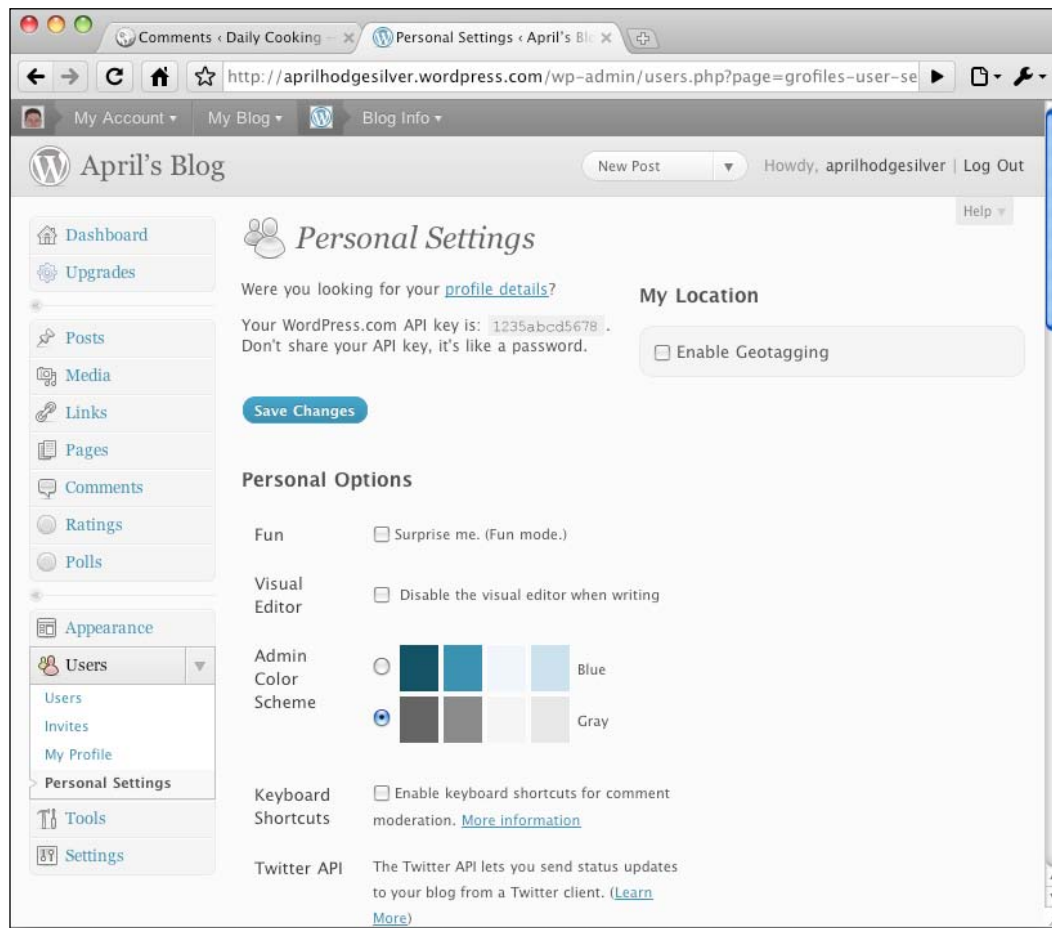 Comments ‹ Daily Cooking
Personal Settings ‹ April's Bl
http://aprilhodgesilver.wordpress.com/wp-admin/users.php?page=grofiles-user-se
My Account
My Blog
Blog Info
April's Blog
New Post
Howdy, aprilhodgesilver | Log Out
Help
Dashboard
Upgrades
Posts
Media
Links
Pages
Comments
Ratings
Polls
Appearance
Users
Users
Invites
My Profile
Personal Settings
Tools
Settings
Personal Settings
Were you looking for your profile details?
Your WordPress.com API key is: 1235abcd5678 .
Don't share your API key, it's like a password.
My Location
Enable Geotagging
Save Changes
Personal Options
Fun
Surprise me. (Fun mode.)
Visual
Editor
Disable the visual editor when writing
Admin
Color
Scheme
Blue
Gray
Keyboard
Shortcuts
Enable keyboard shortcuts for comment
moderation. More information
Twitter API
The Twitter API lets you send status updates
to your blog from a Twitter client. (Learn
More)